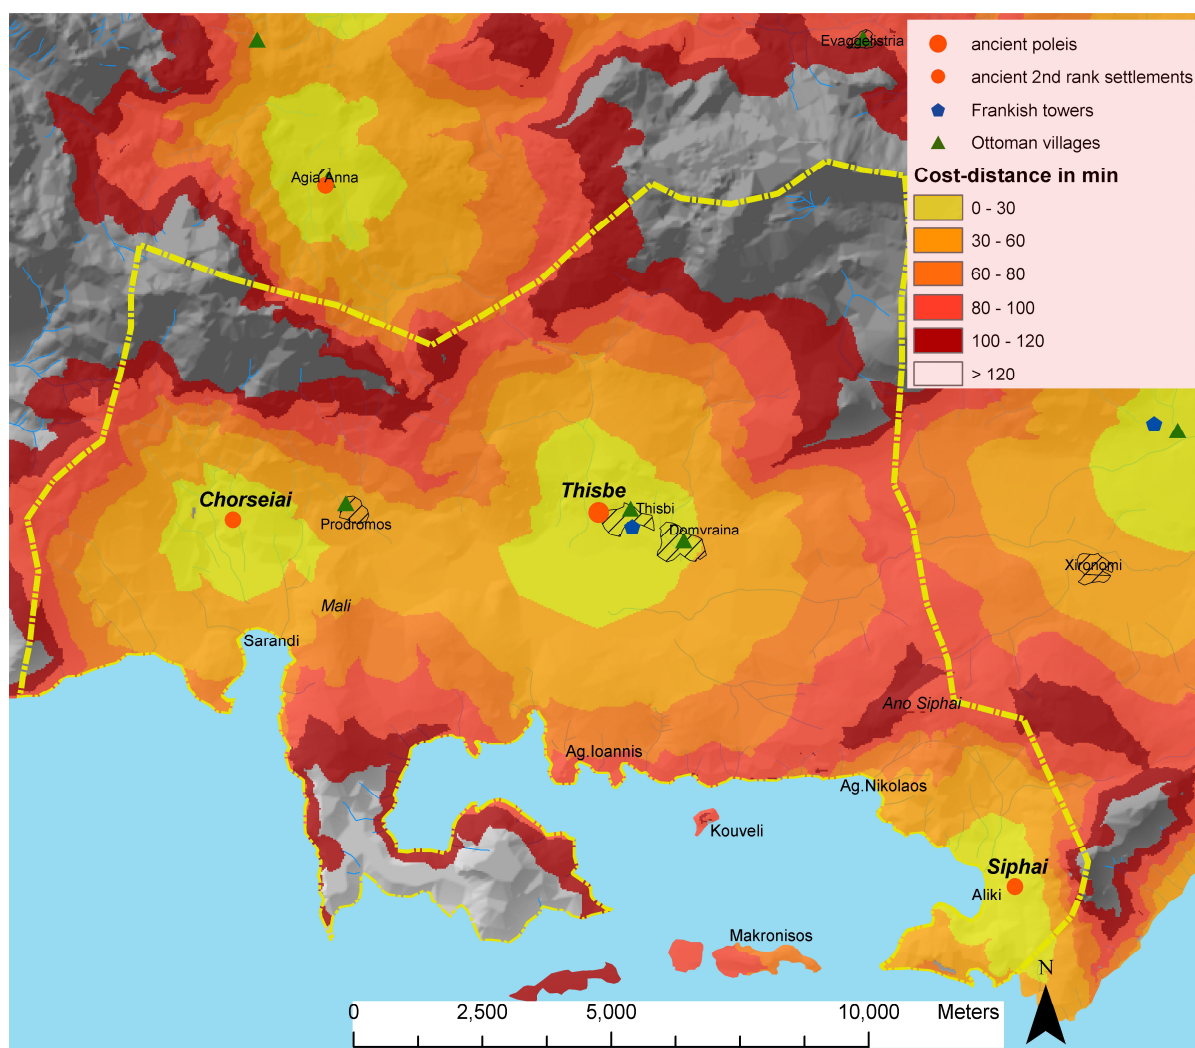 Evaggelistria
ancient poleis
ancient 2nd rank settlements
Frankish towers
Ottoman villages
Cost-distance in min
0 - 30
30 - 60
60 - 80
80 - 100
100 - 120
> 120
Agia Anna
Chorseiai
Prodromos
Thisbe
Thisbi
Domvraina
Xironomi
Mali
Sarandi
Ano_Siphai
Ag.Ioannis
Ag.Nikolaos
Kouveli
Siphai
Aliki
Makronisos
N
0 2,500 5,000 10,000 Meters